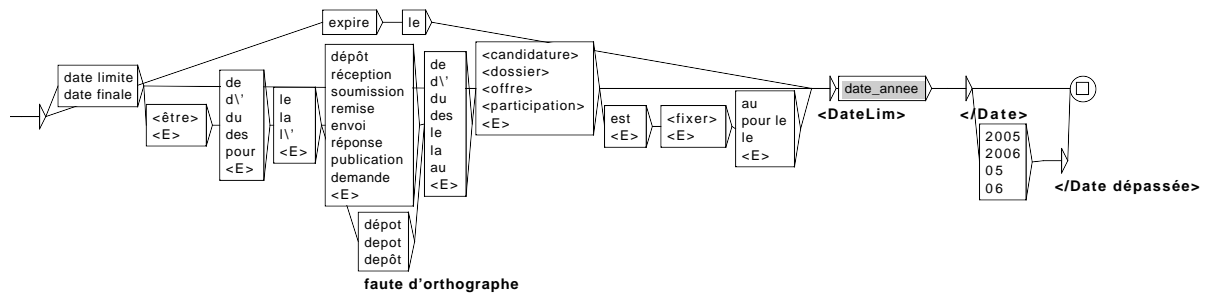 expire
le
date limite
date finale
<être>
<E>
de
d\'
du
des
pour
<E>
le
la
l\'
<E>
dépôt
réception
soumission
remise
envoi
réponse
publication
demande
<E>
dépot
depot
depôt
faute d'orthographe
de
d\'
du
des
le
la
au
<E>
<candidature>
<dossier>
<offre>
<participation>
<E>
est
<E>
<fixer>
<E>
au
pour le
le
<E>
<DateLim>
date_annee
</Date>
2005
2006
05
06
</Date dépassée>